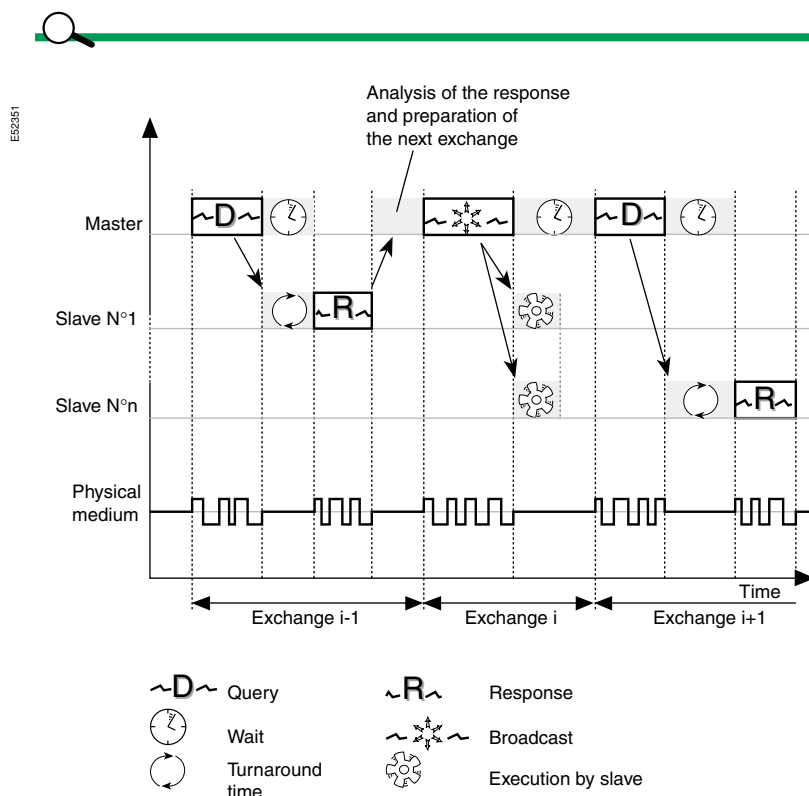 E52351
Analysis of the response
and preparation of
the next exchange
Master
D
D
Slave N°1
R
Slave N°n
R
Physical
medium
Time
Exchange i-1
Exchange i
Exchange i+1
D
Query
R
Response
Wait
Broadcast
Turnaround
time
Execution by slave